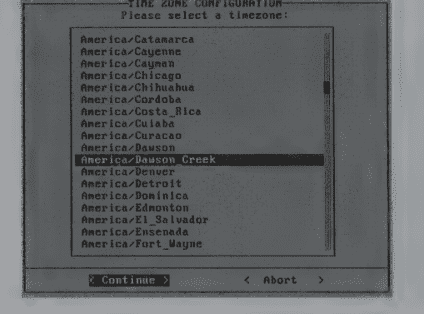 TIME ZONE CONFIGURATION
Please select a timezone:
America/Catamarca
America/Cayenne
America/Cayman
America/Chicago
America/Chihuahua
America/Cordoba
America/Costa_Rica
America/Cuiaba
America/Curacao
America/Dawson
America/Dawson_Creek
America/Denver
America/Detroit
America/Dominica
America/Edmonton
America/El_Salvador
America/Ensenada
America/Fort_Wayne
< Continue >
< Abort >